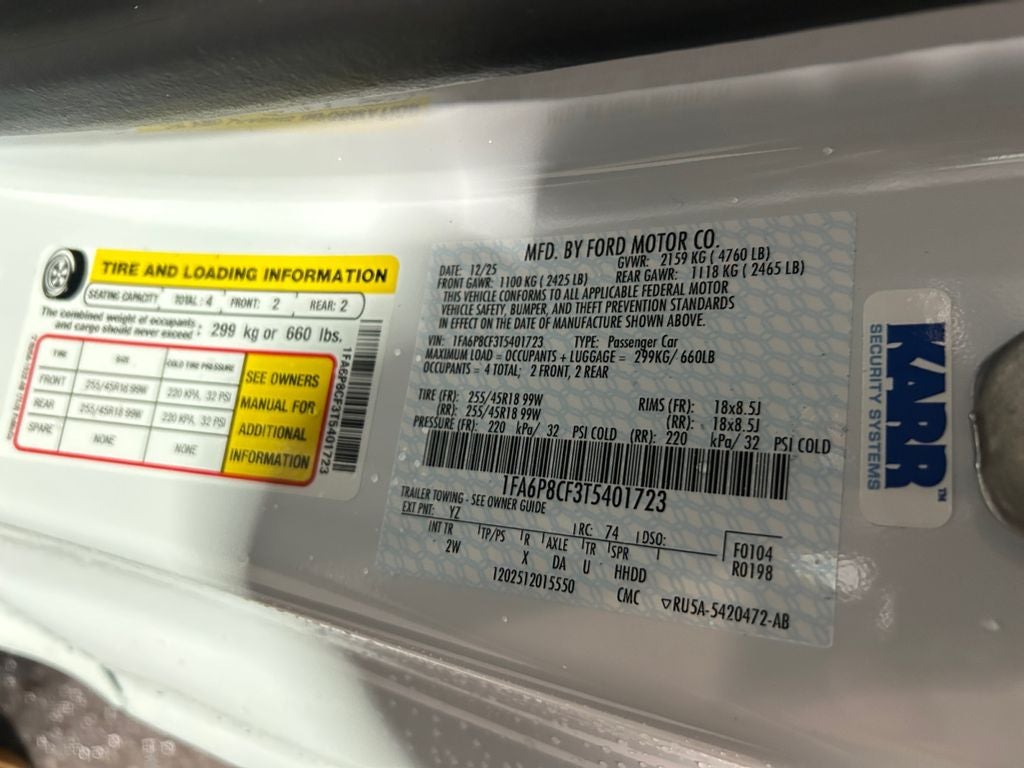 TIRE AND LOADING INFORMATION
SEATING CAPACITY TOTAL : 4 FRONT: 2 REAR: 2
The combined weight of occupants
and cargo should never exceed : 299 kg or 660 lbs.
TIRE SIZE COLD TIRE PRESSURE
FRONT 255/45R18 99W 220 KPA, 32 PSI
REAR 255/45R18 99W 220 KPA, 32 PSI
SPARE NONE NONE
SEE OWNERS
MANUAL FOR
ADDITIONAL
INFORMATION
1FA6P8CF3T5401723
MFD. BY FORD MOTOR CO.
DATE: 12/25 GVWR: 2159 KG ( 4760 LB)
FRONT GAWR: 1100 KG ( 2425 LB) REAR GAWR: 1118 KG ( 2465 LB)
THIS VEHICLE CONFORMS TO ALL APPLICABLE FEDERAL MOTOR
VEHICLE SAFETY, BUMPER, AND THEFT PREVENTION STANDARDS
IN EFFECT ON THE DATE OF MANUFACTURE SHOWN ABOVE.
VIN: 1FA6P8CF3T5401723 TYPE: Passenger Car
MAXIMUM LOAD = OCCUPANTS + LUGGAGE = 299KG/ 660LB
OCCUPANTS = 4 TOTAL; 2 FRONT, 2 REAR
TIRE (FR): 255/45R18 99W RIMS (FR): 18x8.5J
(RR): 255/45R18 99W (RR): 18x8.5J
PRESSURE (FR): 220 kPa/ 32 PSI COLD (RR): 220 kPa/ 32 PSI COLD
1FA6P8CF3T5401723
TRAILER TOWING - SEE OWNER GUIDE
EXT PNT: YZ RC: 74 DSO:
INT TR TP/PS R AXLE TR SPR F0104
2W X DA U HHDD R0198
1202512015550 CMC ▽RU5A-5420472-AB
KARR™
SECURITY SYSTEMS